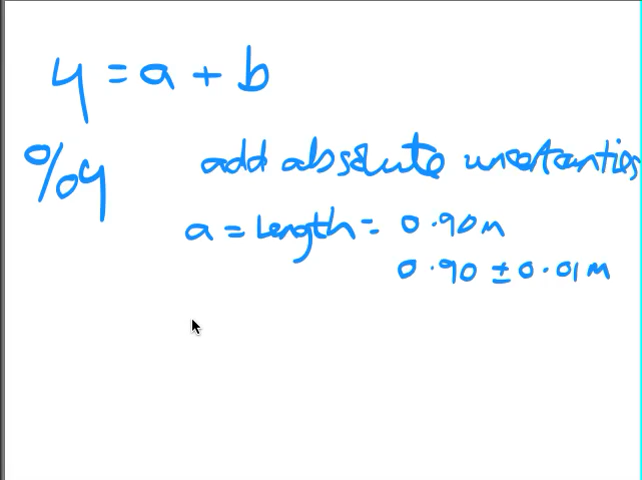 y = a + b
%y add absolute uncertanties
a = Length = 0.90m
0.90 ± 0.01m